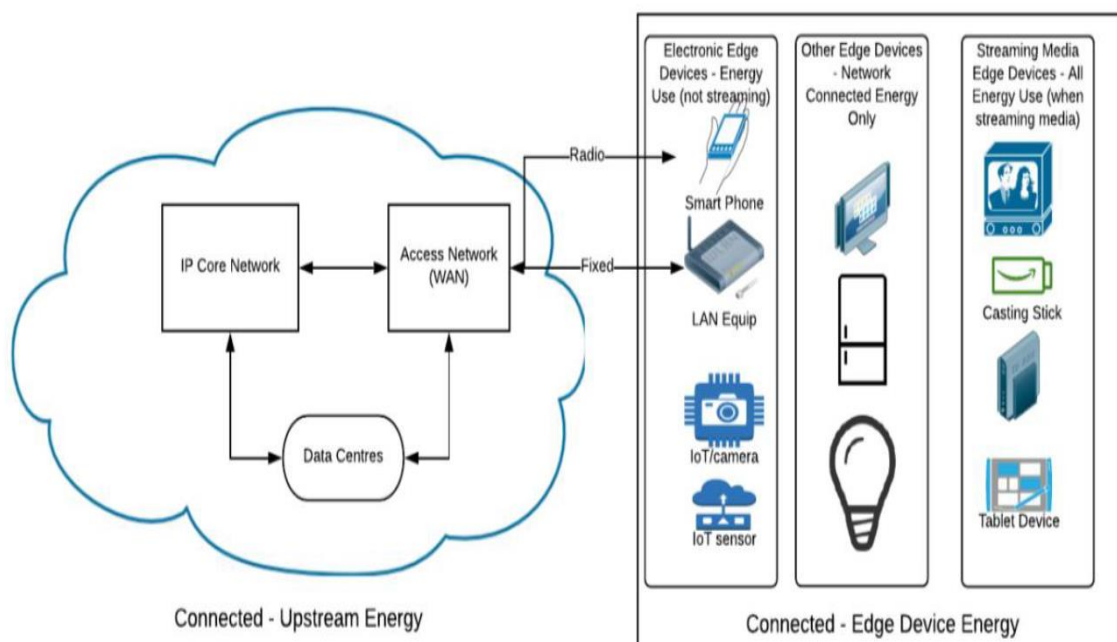 Electronic Edge
Devices - Energy
Use (not streaming)
Other Edge Devices
- Network
Connected Energy
Only
Streaming Media
Edge Devices - All
Energy Use (when
streaming media)
Radio
Smart Phone
IP Core Network
Access Network
(WAN)
Fixed
LAN Equip
Casting Stick
Data Centres
IoT/camera
IoT sensor
Tablet Device
Connected - Upstream Energy
Connected - Edge Device Energy